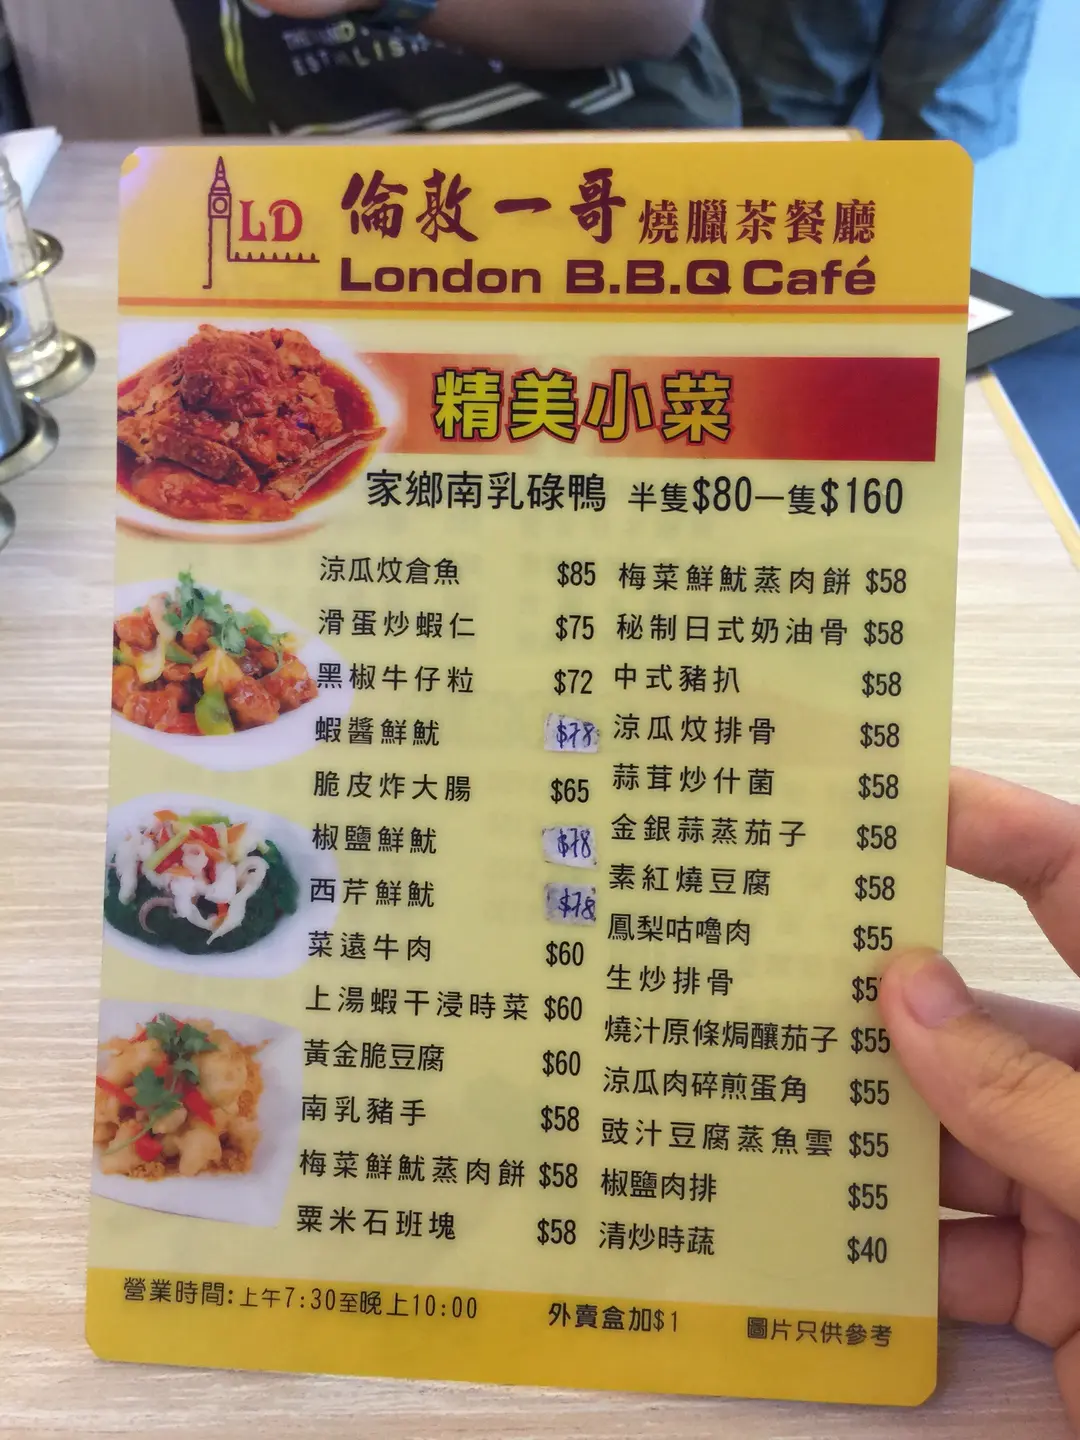 THE
ESTABLISHED
LD
倫敦一哥 燒臘茶餐廳
London B.B.Q Café
精美小菜
家鄉南乳碌鴨 半隻$80一隻$160
涼瓜炆倉魚 $85
滑蛋炒蝦仁 $75
黑椒牛仔粒 $72
蝦醬鮮魷 $78
脆皮炸大腸 $65
椒鹽鮮魷 $78
西芹鮮魷 $78
菜遠牛肉 $60
上湯蝦干浸時菜 $60
黃金脆豆腐 $60
南乳豬手 $58
梅菜鮮魷蒸肉餅 $58
粟米石班塊 $58
梅菜鮮魷蒸肉餅 $58
秘制日式奶油骨 $58
中式豬扒 $58
涼瓜炆排骨 $58
蒜茸炒什菌 $58
金銀蒜蒸茄子 $58
素紅燒豆腐 $58
鳳梨咕嚕肉 $55
生炒排骨
燒汁原條焗釀茄子 $55
涼瓜肉碎煎蛋角 $55
豉汁豆腐蒸魚雲 $55
椒鹽肉排 $55
清炒時蔬 $40
營業時間:上午7:30至晚上10:00 外賣盒加$1 圖片只供參考